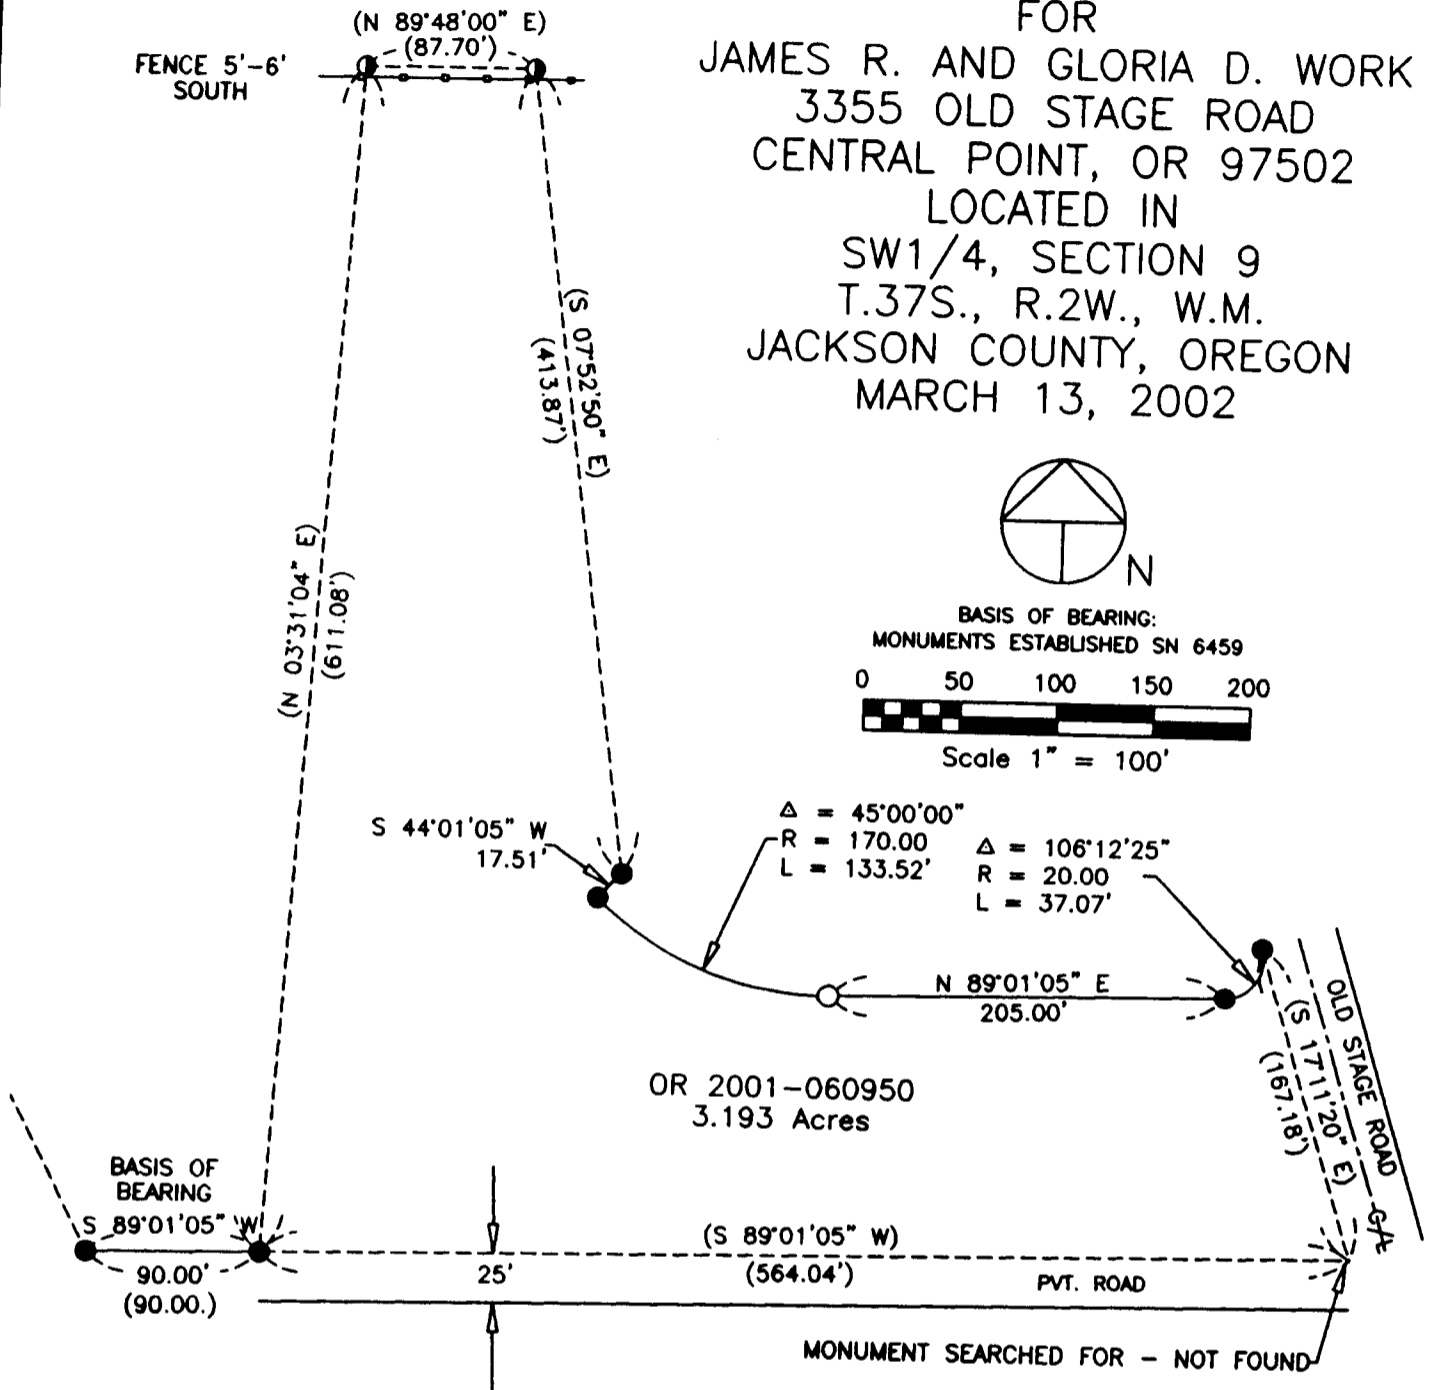 (N 89°48'00" E)
(87.70')
FENCE 5'-6'
SOUTH
FOR
JAMES R. AND GLORIA D. WORK
3355 OLD STAGE ROAD
CENTRAL POINT, OR 97502
LOCATED IN
SW1/4, SECTION 9
T.37S., R.2W., W.M.
JACKSON COUNTY, OREGON
MARCH 13, 2002
(S 07°52'50" E)
(413.87')
(N 03°31'04" E)
(611.08')
N
BASIS OF BEARING:
MONUMENTS ESTABLISHED SN 6459
0 50 100 150 200
Scale 1" = 100'
S 44°01'05" W
17.51'
Δ = 45°00'00"
R = 170.00
L = 133.52'
Δ = 106°12'25"
R = 20.00
L = 37.07'
N 89°01'05" E
205.00'
OLD STAGE ROAD
(S 17°11'20" E)
(167.18')
OR 2001-060950
3.193 Acres
BASIS OF
BEARING
S 89°01'05" W
90.00'
(90.00.)
(S 89°01'05" W)
(564.04')
25'
PVT. ROAD
MONUMENT SEARCHED FOR - NOT FOUND